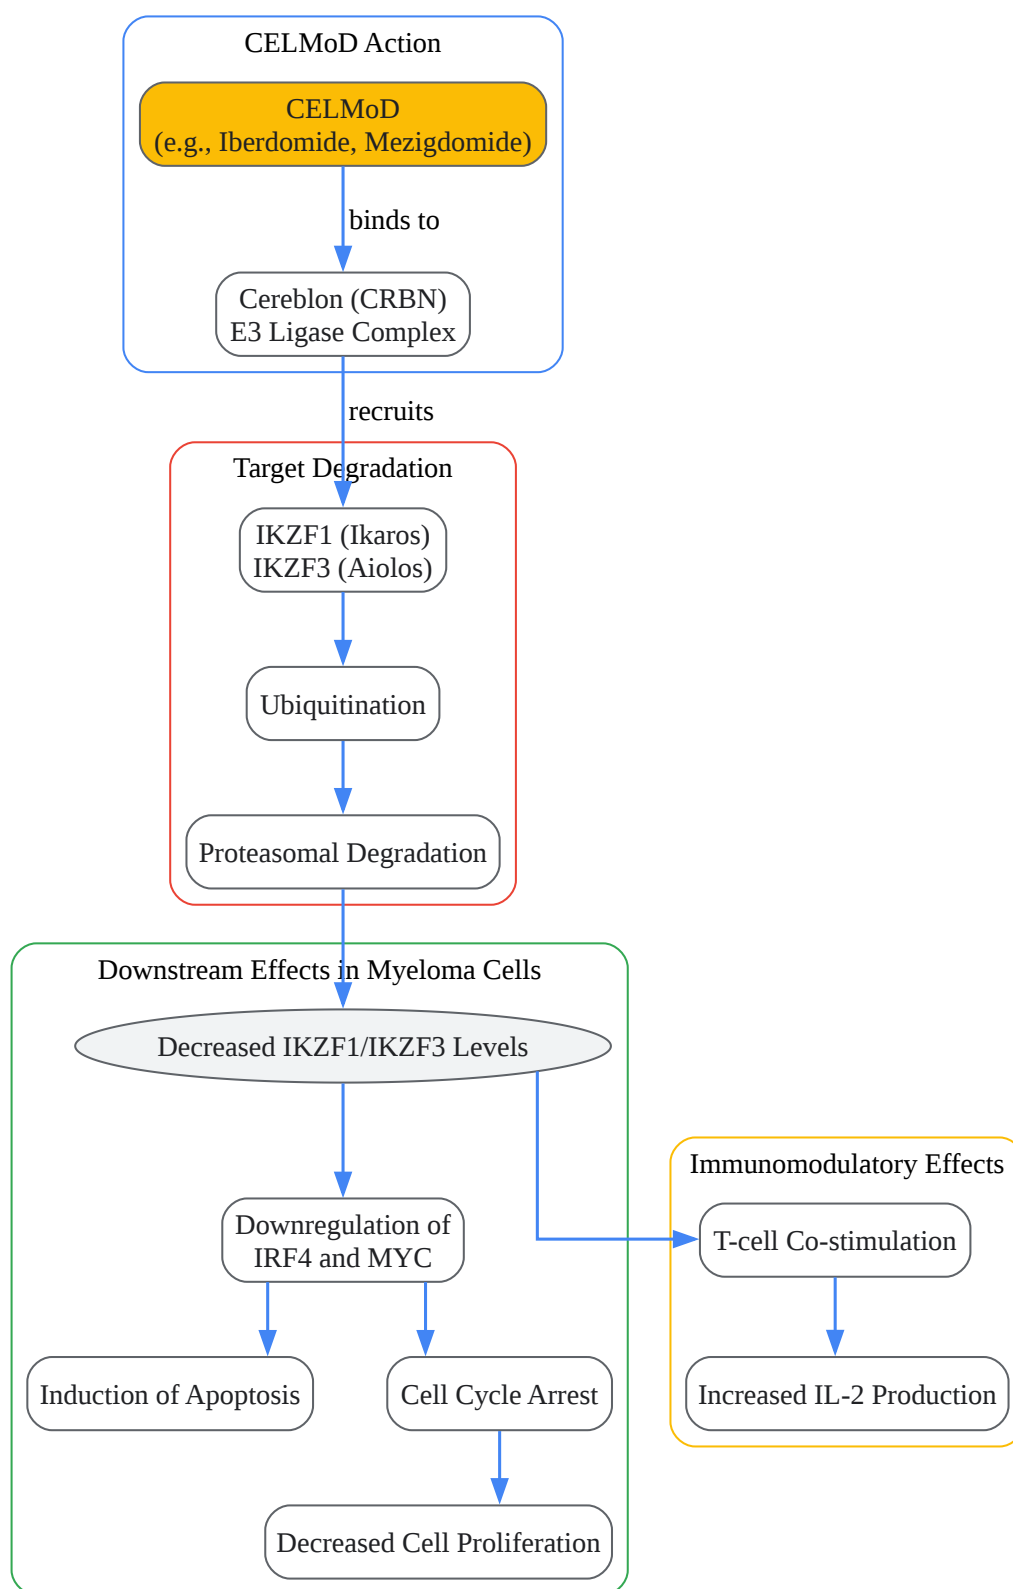 CELMoD Action
CELMoD
(e.g., Iberdomide, Mezigdomide)
binds to
Cereblon (CRBN)
E3 Ligase Complex
recruits
Target Degradation
IKZF1 (Ikaros)
IKZF3 (Aiolos)
Ubiquitination
Proteasomal Degradation
Downstream Effects in Myeloma Cells
Decreased IKZF1/IKZF3 Levels
Downregulation of
IRF4 and MYC
Induction of Apoptosis
Cell Cycle Arrest
Decreased Cell Proliferation
Immunomodulatory Effects
T-cell Co-stimulation
Increased IL-2 Production